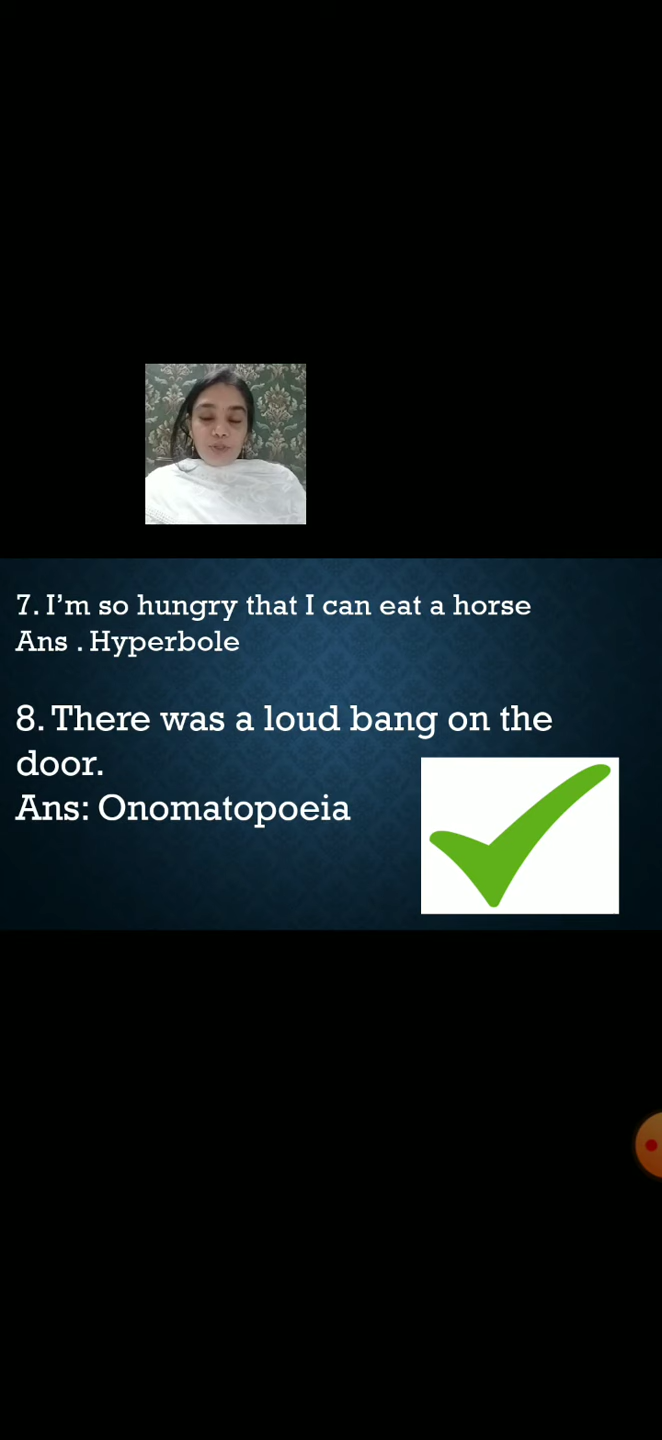 7. I’m so hungry that I can eat a horse
Ans . Hyperbole
8. There was a loud bang on the
door.
Ans: Onomatopoeia